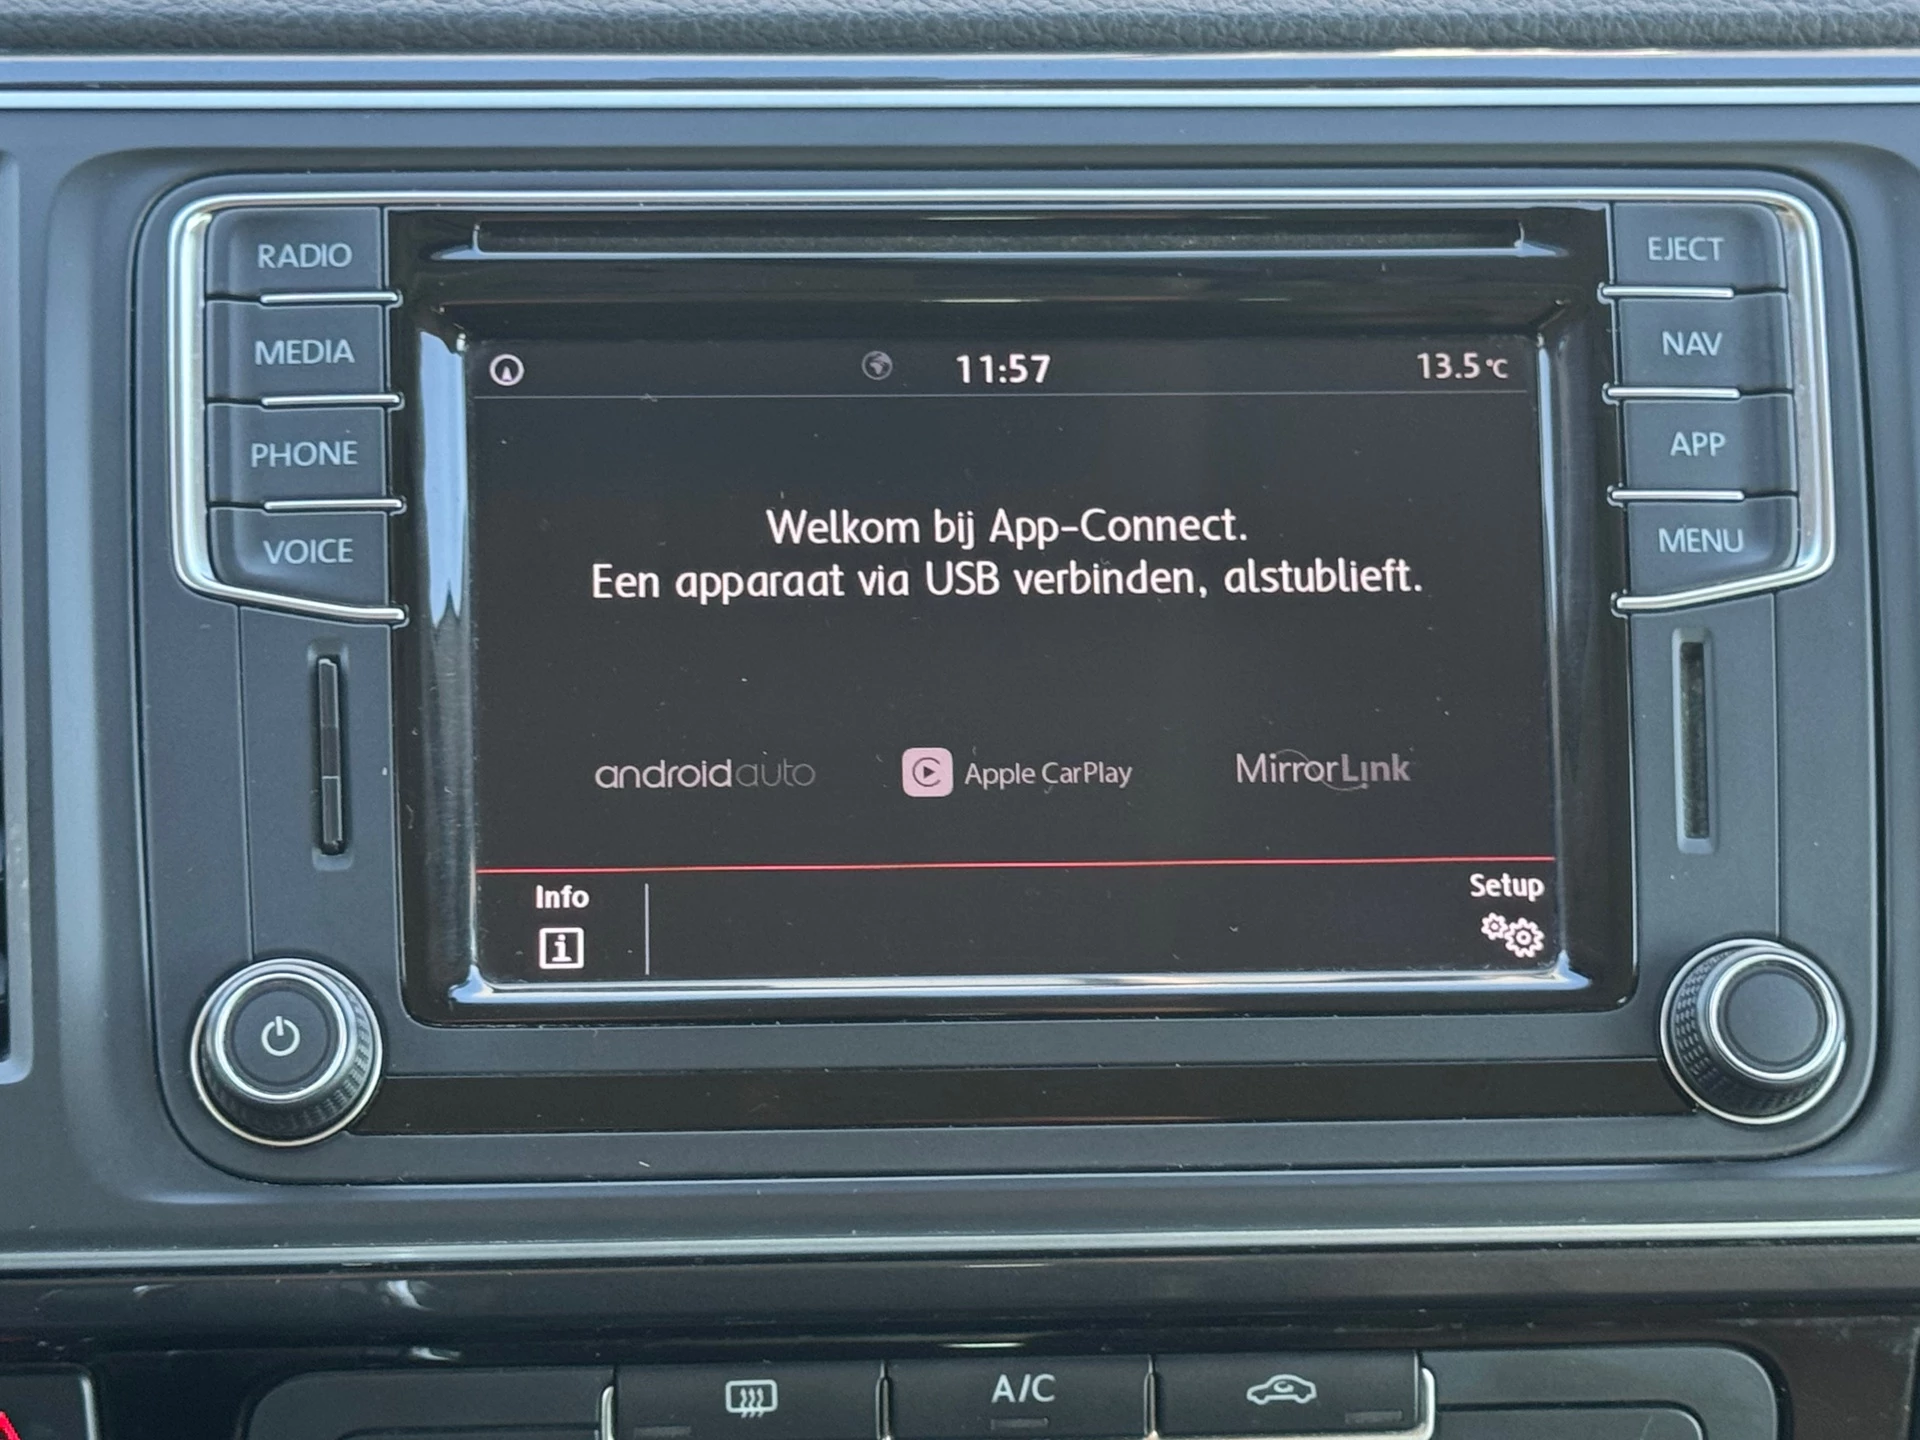 RADIO
MEDIA
PHONE
VOICE
EJECT
NAV
APP
MENU
11:57
13.5°C
Welkom bij App-Connect.
Een apparaat via USB verbinden, alstublieft.
androidauto
Apple CarPlay
MirrorLink
Info
Setup
A/C